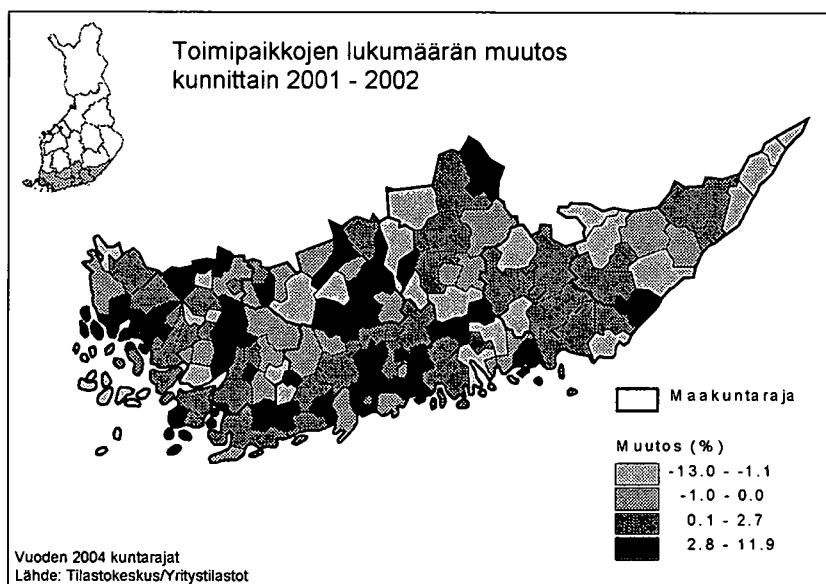 Toimipaikkojen lukumäärän muutos
kunnittain 2001 - 2002
Maakuntaraja
Muutos (%)
-13.0 - -1.1
-1.0 - 0.0
0.1 - 2.7
2.8 - 11.9
Vuoden 2004 kuntarajat
Lähde: Tilastokeskus/Yritystilastot